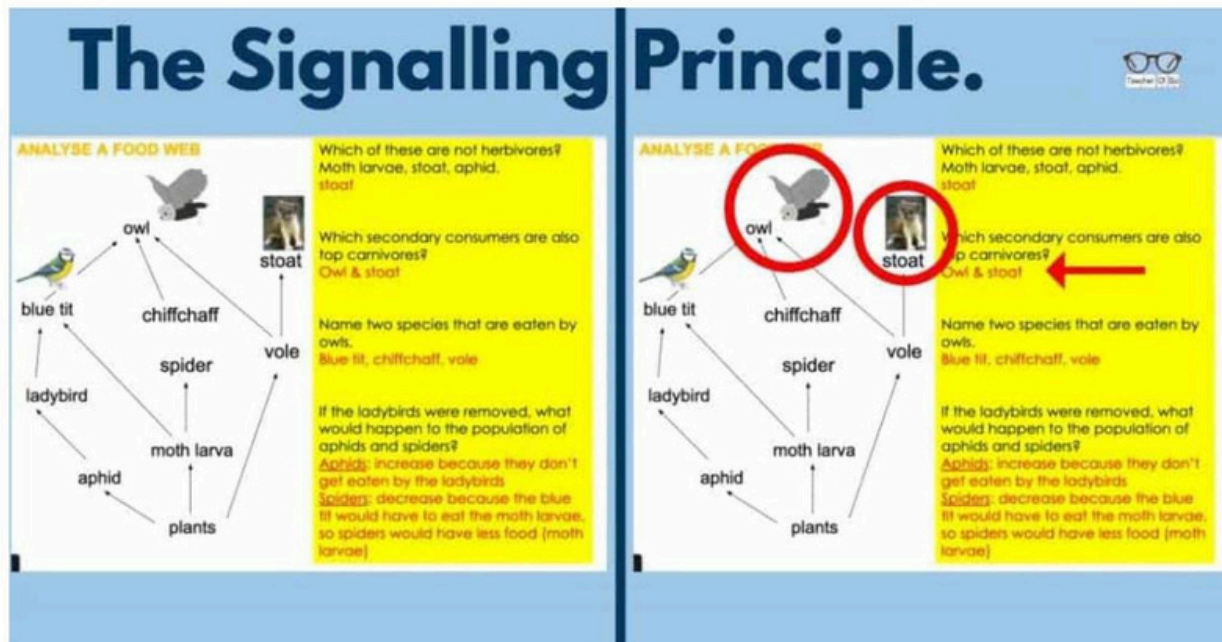 The Signalling Principle.
Teacher Of Sci
ANALYSE A FOOD WEB
owl
stoat
blue tit
chiffchaff
vole
spider
ladybird
moth larva
aphid
plants
Which of these are not herbivores?
Moth larvae, stoat, aphid.
stoat
Which secondary consumers are also
top carnivores?
Owl & stoat
Name two species that are eaten by
owls.
Blue tit, chiffchaff, vole
If the ladybirds were removed, what
would happen to the population of
aphids and spiders?
Aphids: increase because they don't
get eaten by the ladybirds
Spiders: decrease because the blue
tit would have to eat the moth larvae,
so spiders would have less food (moth
larvae)
ANALYSE A FOOD WEB
owl
stoat
blue tit
chiffchaff
vole
spider
ladybird
moth larva
aphid
plants
Which of these are not herbivores?
Moth larvae, stoat, aphid.
stoat
Which secondary consumers are also
top carnivores?
Owl & stoat
Name two species that are eaten by
owls.
Blue tit, chiffchaff, vole
If the ladybirds were removed, what
would happen to the population of
aphids and spiders?
Aphids: increase because they don't
get eaten by the ladybirds
Spiders: decrease because the blue
tit would have to eat the moth larvae,
so spiders would have less food (moth
larvae)